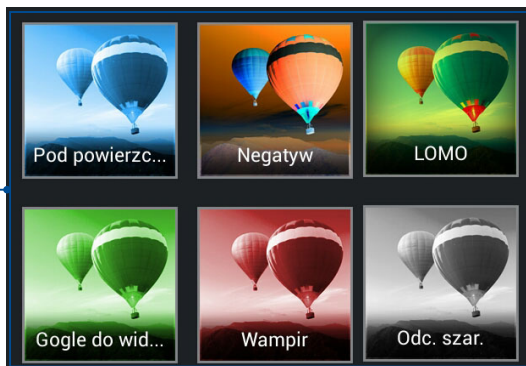 Pod powierzc...
Negatyw
LOMO
Gogle do wid...
Wampir
Odc. szar.